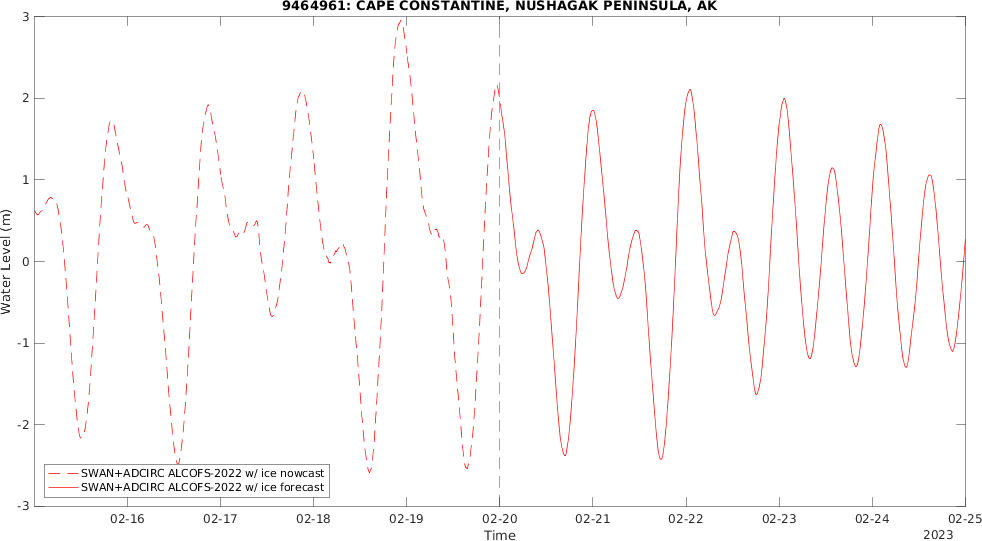 9464961: CAPE CONSTANTINE, NUSHAGAK PENINSULA, AK
3
2
1
0
-1
-2
-3
Water Level (m)
SWAN+ADCIRC ALCOFS-2022 w/ ice nowcast
SWAN+ADCIRC ALCOFS-2022 w/ ice forecast
02-16 02-17 02-18 02-19 02-20 02-21 02-22 02-23 02-24 02-25
Time
2023